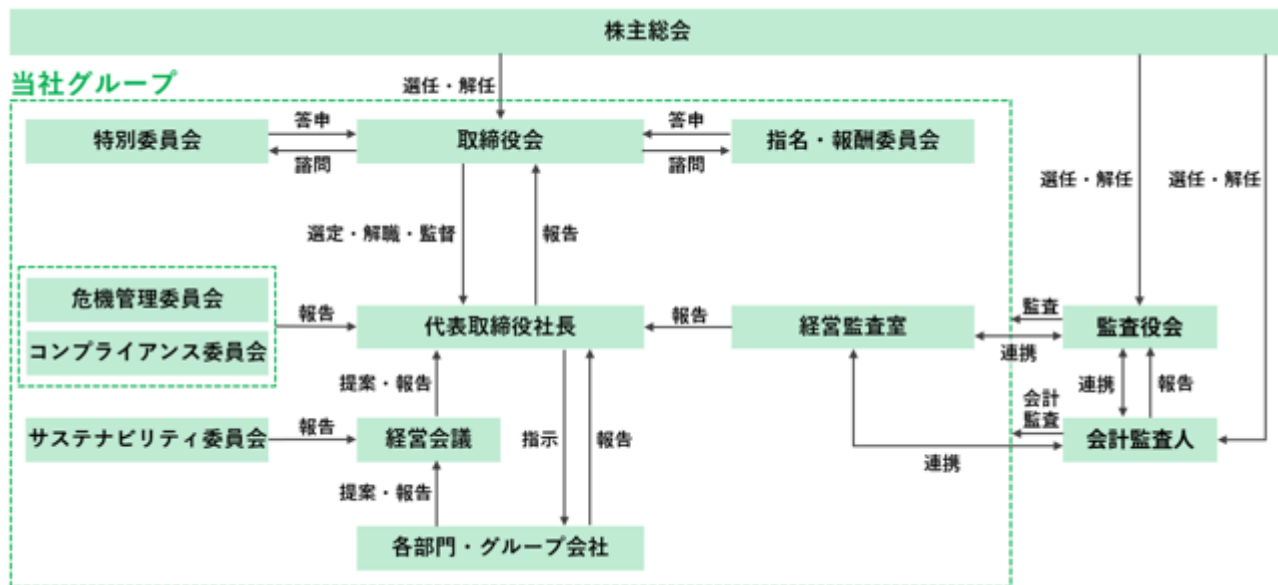 株主総会
当社グループ
選任・解任
特別委員会
答申
諮問
取締役会
答申
諮問
指名・報酬委員会
選任・解任
選任・解任
選定・解職・監督
報告
危機管理委員会
コンプライアンス委員会
報告
代表取締役社長
報告
経営監査室
監査
連携
監査役会
提案・報告
連携
報告
サステナビリティ委員会
報告
経営会議
指示
報告
会計
監査
会計監査人
連携
提案・報告
各部門・グループ会社